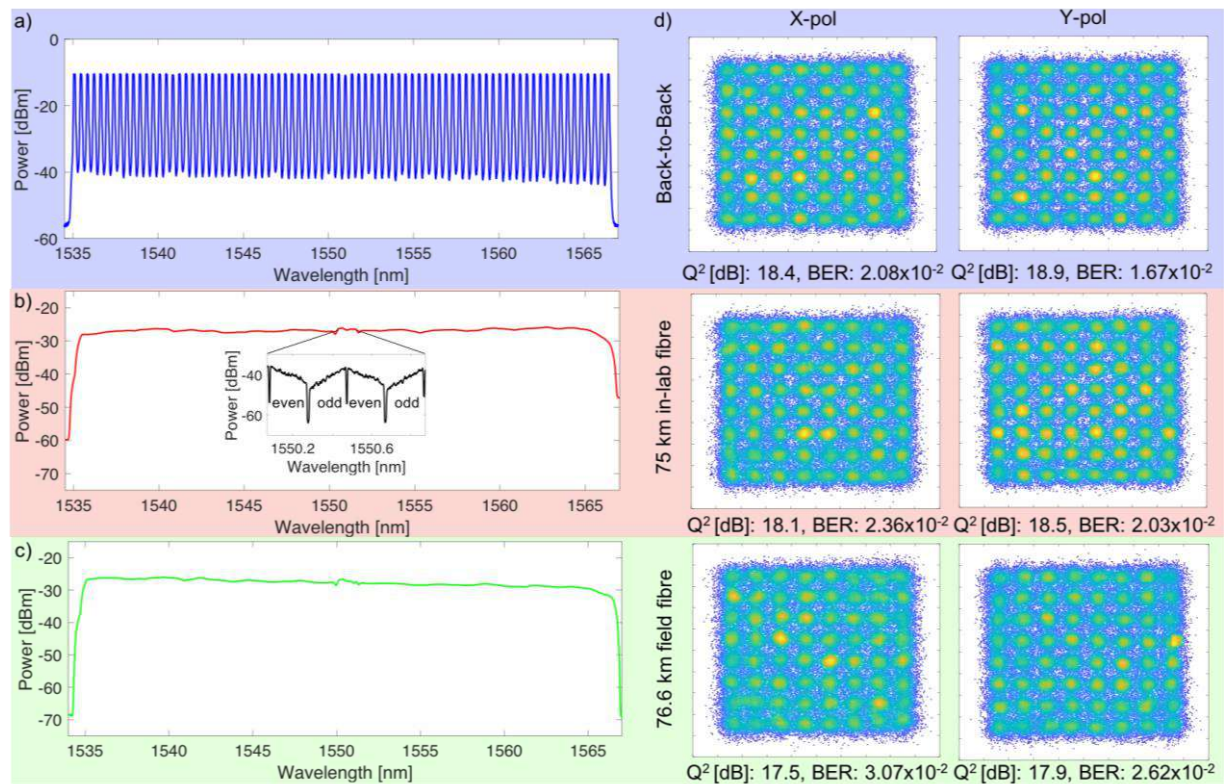 a)
0
-20
-40
-60
Power [dBm]
1535 1540 1545 1550 1555 1560 1565
Wavelength [nm]
b)
-20
-30
-40
-50
-60
-70
Power [dBm]
Power [dBm]
-40
-60
even odd even odd
1550.2 1550.6
Wavelength [nm]
1535 1540 1545 1550 1555 1560 1565
Wavelength [nm]
c)
-20
-30
-40
-50
-60
-70
Power [dBm]
1535 1540 1545 1550 1555 1560 1565
Wavelength [nm]
d) X-pol Y-pol
Back-to-Back
Q² [dB]: 18.4, BER: 2.08x10⁻² Q² [dB]: 18.9, BER: 1.67x10⁻²
75 km in-lab fibre
Q² [dB]: 18.1, BER: 2.36x10⁻² Q² [dB]: 18.5, BER: 2.03x10⁻²
76.6 km field fibre
Q² [dB]: 17.5, BER: 3.07x10⁻² Q² [dB]: 17.9, BER: 2.62x10⁻²